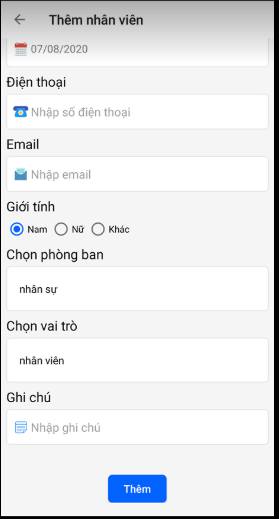 Thêm nhân viên
07/08/2020
Điện thoại
Nhập số điện thoại
Email
Nhập email
Giới tính
Nam Nữ Khác
Chọn phòng ban
nhân sự
Chọn vai trò
nhân viên
Ghi chú
Nhập ghi chú
Thêm